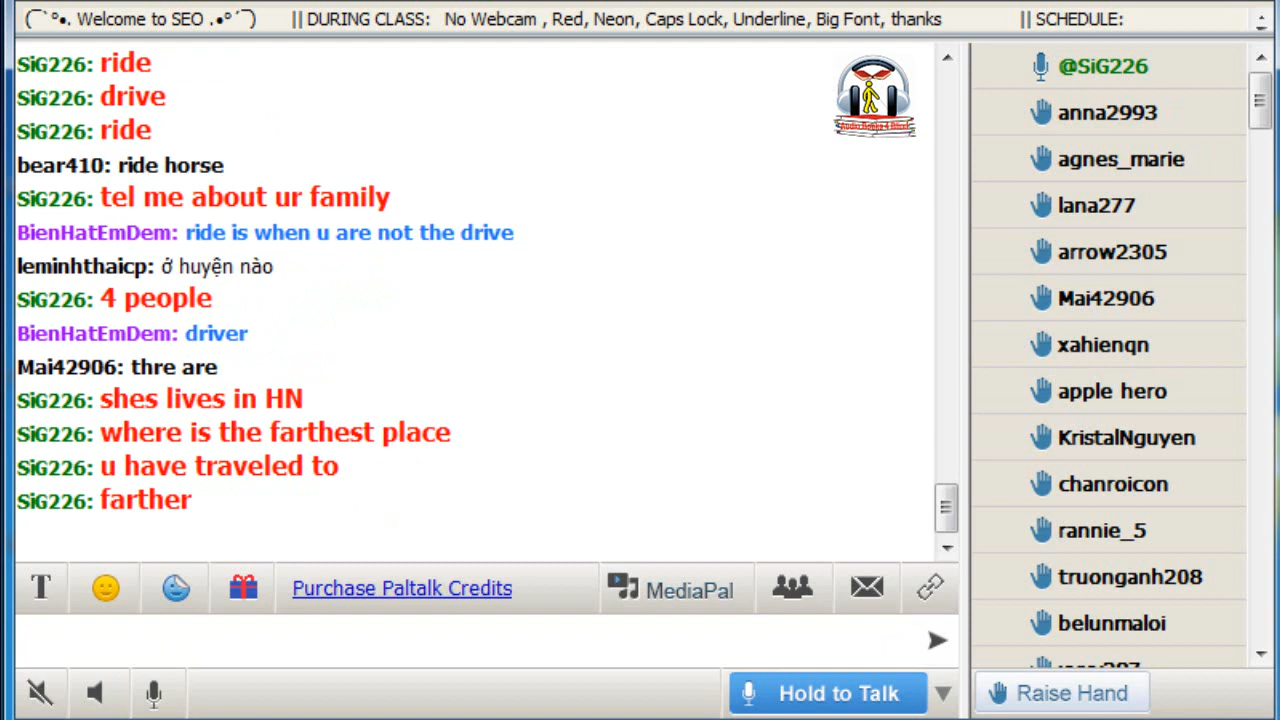 (¯`°•. Welcome to SEO .•°´¯) || DURING CLASS: No Webcam , Red, Neon, Caps Lock, Underline, Big Font, thanks || SCHEDULE:
SiG226: ride
SiG226: drive
SiG226: ride
bear410: ride horse
SiG226: tell me about ur family
BienHatEmDem: ride is when u are not the drive
leminhthaicp: ở huyện nào
SiG226: 4 people
BienHatEmDem: driver
Mai42906: thre are
SiG226: shes lives in HN
SiG226: where is the farthest place
SiG226: u have traveled to
SiG226: farther
Purchase Paltalk Credits
MediaPal
Hold to Talk
@SiG226
anna2993
agnes_marie
lana277
arrow2305
Mai42906
xahienqn
apple hero
KristalNguyen
chanroicon
rannie_5
truonganh208
belunmaloi
Raise Hand